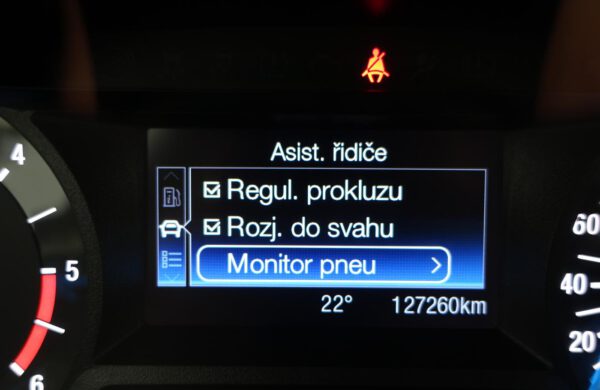 Asist. řidiče
Regul. prokluzu
Rozj. do svahu
Monitor pneu
22° 127260km
4
5
6
60
40
20